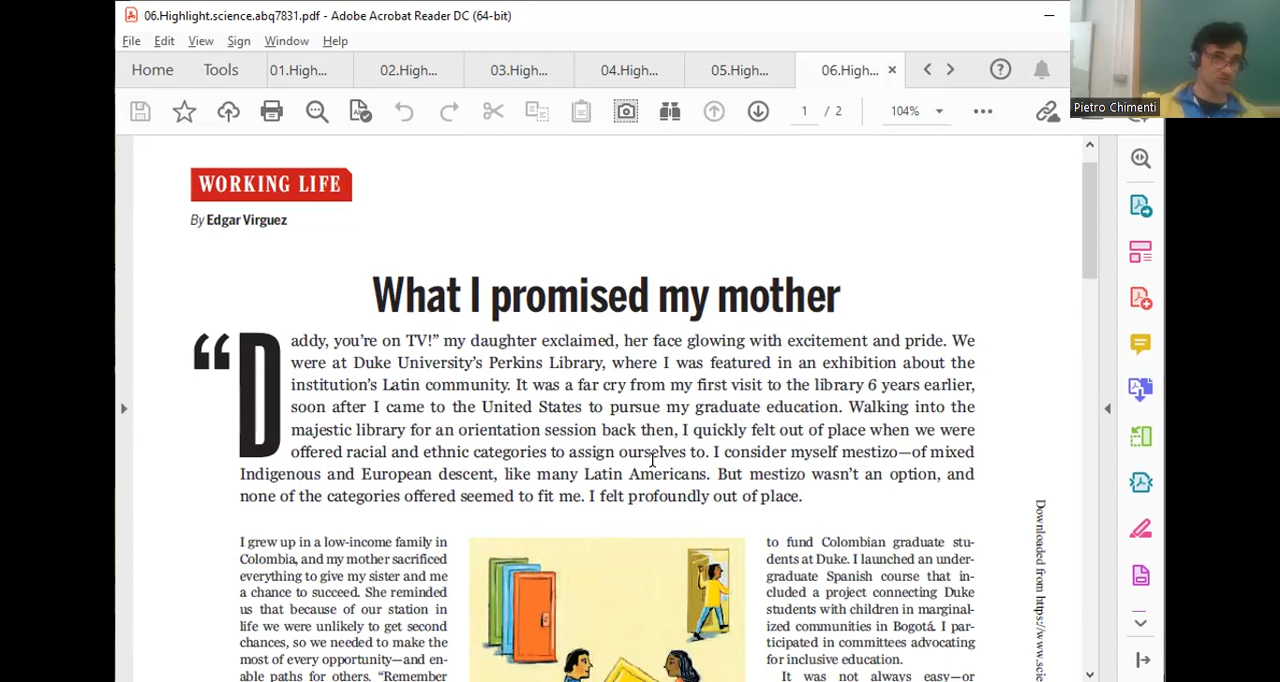 06.Highlight.science.abq7831.pdf - Adobe Acrobat Reader DC (64-bit)
File Edit View Sign Window Help
Home Tools 01.High... 02.High... 03.High... 04.High... 05.High... 06.High...
1 / 2 104%
Pietro Chimenti
WORKING LIFE
By Edgar Virguez
What I promised my mother
“Daddy, you’re on TV!” my daughter exclaimed, her face glowing with excitement and pride. We
were at Duke University’s Perkins Library, where I was featured in an exhibition about the
institution’s Latin community. It was a far cry from my first visit to the library 6 years earlier,
soon after I came to the United States to pursue my graduate education. Walking into the
majestic library for an orientation session back then, I quickly felt out of place when we were
offered racial and ethnic categories to assign ourselves to. I consider myself mestizo—of mixed
Indigenous and European descent, like many Latin Americans. But mestizo wasn’t an option, and
none of the categories offered seemed to fit me. I felt profoundly out of place.
I grew up in a low-income family in
Colombia, and my mother sacrificed
everything to give my sister and me
a chance to succeed. She reminded
us that because of our station in
life we were unlikely to get second
chances, so we needed to make the
most of every opportunity—and en-
able paths for others. “Remember
to fund Colombian graduate stu-
dents at Duke. I launched an under-
graduate Spanish course that in-
cluded a project connecting Duke
students with children in marginal-
ized communities in Bogotá. I par-
ticipated in committees advocating
for inclusive education.
It was not always easy—or
Downloaded from https://www.scie